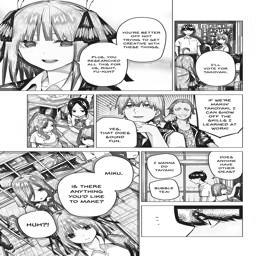 YOU'RE BETTER
OFF NOT
TRYING TO GET
CREATIVE WITH
THESE THINGS.
PLUS, YOU
RESEARCHED
ALL THIS FOR
US, RIGHT,
FU-KUN?
I'LL
VOTE FOR
TAKOYAKI.
IF WE'RE
MAKIN'
TAKOYAKI, I
CAN SHOW
OFF THE
SKILLS I
LEARNED AT
WORK!
YES,
THAT DOES
SOUND
FUN.
DOES
ANYONE
HAVE
OTHER
IDEAS?
I WANNA
DO
TAIYAKI!
BUBBLE
TEA!
MIKU,
IS THERE
ANYTHING
YOU'D LIKE
TO MAKE?
HUH?!